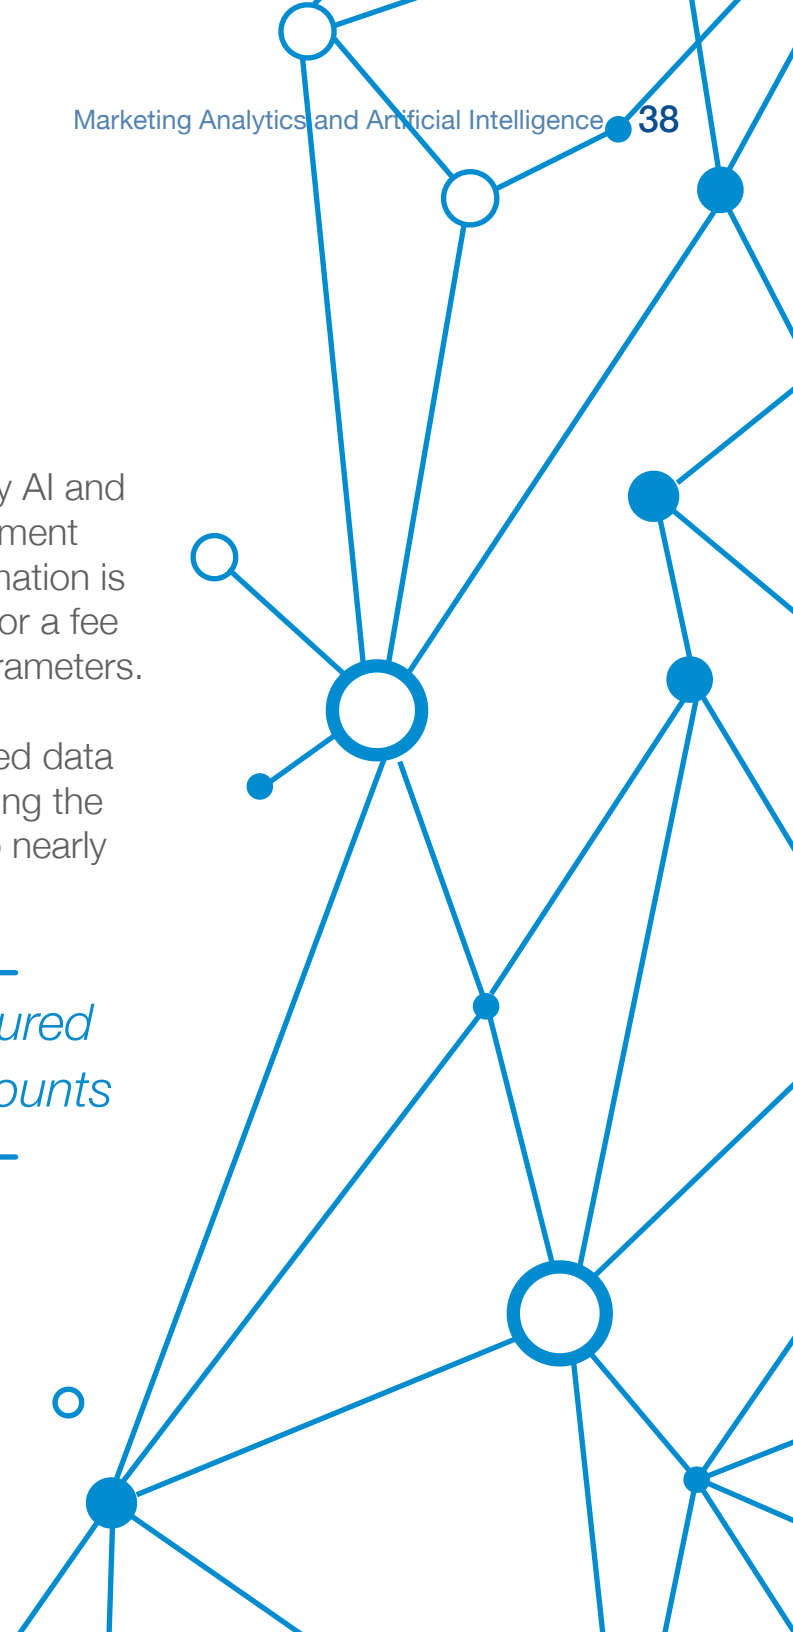 Marketing Analytics and Artificial Intelligence 38
AI and
ment
nation is
or a fee
rameters.
ed data
ng the
nearly
ured
ounts